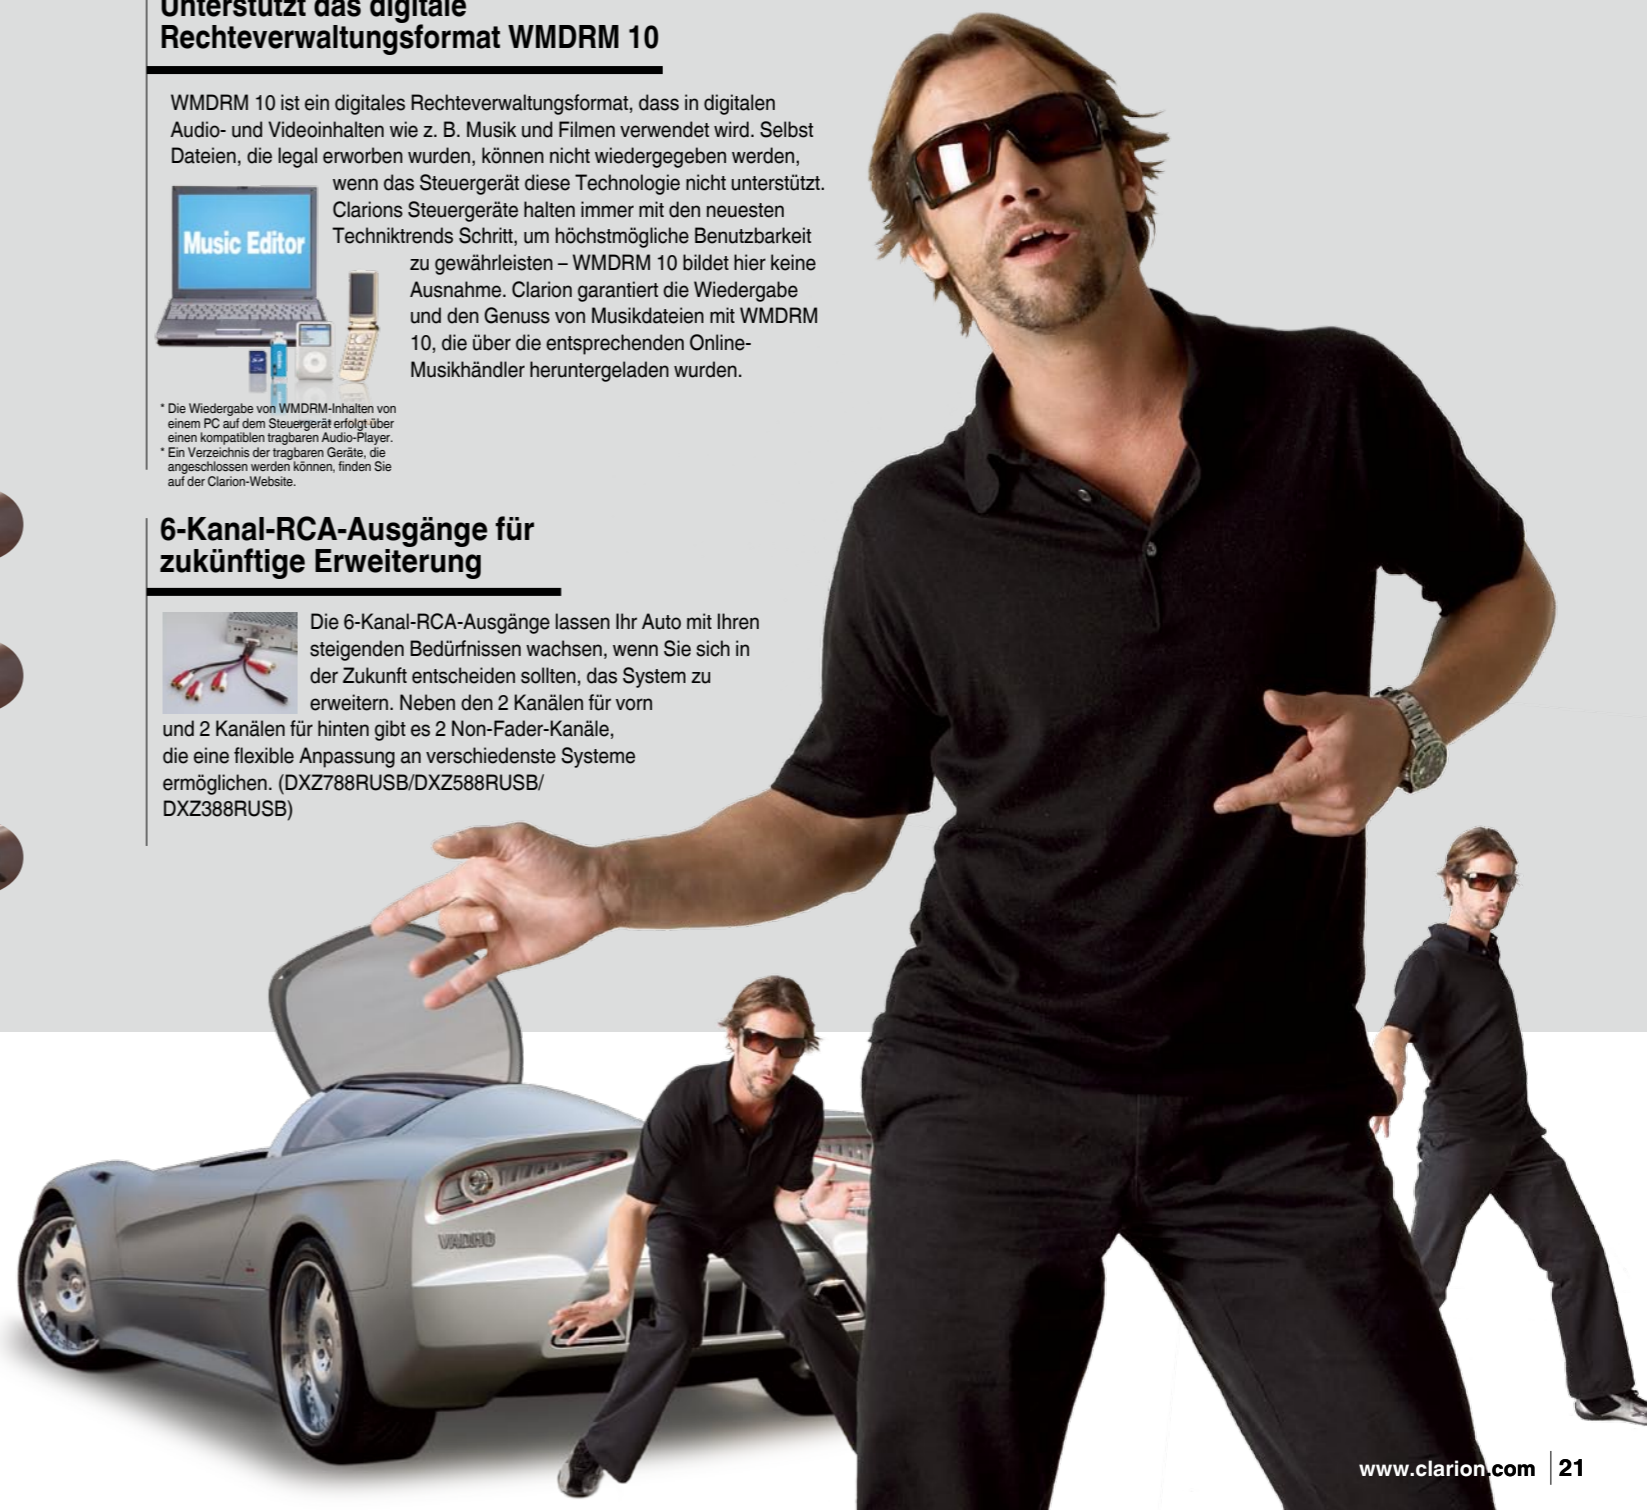 Unterstützt das digitale
Rechteverwaltungsformat WMDRM 10
WMDRM 10 ist ein digitales Rechteverwaltungsformat, dass in digitalen
Audio- und Videoinhalten wie z. B. Musik und Filmen verwendet wird. Selbst
Dateien, die legal erworben wurden, können nicht wiedergegeben werden,
wenn das Steuergerät diese Technologie nicht unterstützt.
Clarions Steuergeräte halten immer mit den neuesten
Techniktrends Schritt, um höchstmögliche Benutzbarkeit
zu gewährleisten – WMDRM 10 bildet hier keine
Ausnahme. Clarion garantiert die Wiedergabe
und den Genuss von Musikdateien mit WMDRM
10, die über die entsprechenden Online-
Musikhändler heruntergeladen wurden.
Music Editor
* Die Wiedergabe von WMDRM-Inhalten von
einem PC auf dem Steuergerät erfolgt über
einen kompatiblen tragbaren Audio-Player.
* Ein Verzeichnis der tragbaren Geräte, die
angeschlossen werden können, finden Sie
auf der Clarion-Website.
6-Kanal-RCA-Ausgänge für
zukünftige Erweiterung
Die 6-Kanal-RCA-Ausgänge lassen Ihr Auto mit Ihren
steigenden Bedürfnissen wachsen, wenn Sie sich in
der Zukunft entscheiden sollten, das System zu
erweitern. Neben den 2 Kanälen für vorn
und 2 Kanälen für hinten gibt es 2 Non-Fader-Kanäle,
die eine flexible Anpassung an verschiedenste Systeme
ermöglichen. (DXZ788RUSB/DXZ588RUSB/
DXZ388RUSB)
www.clarion.com 21